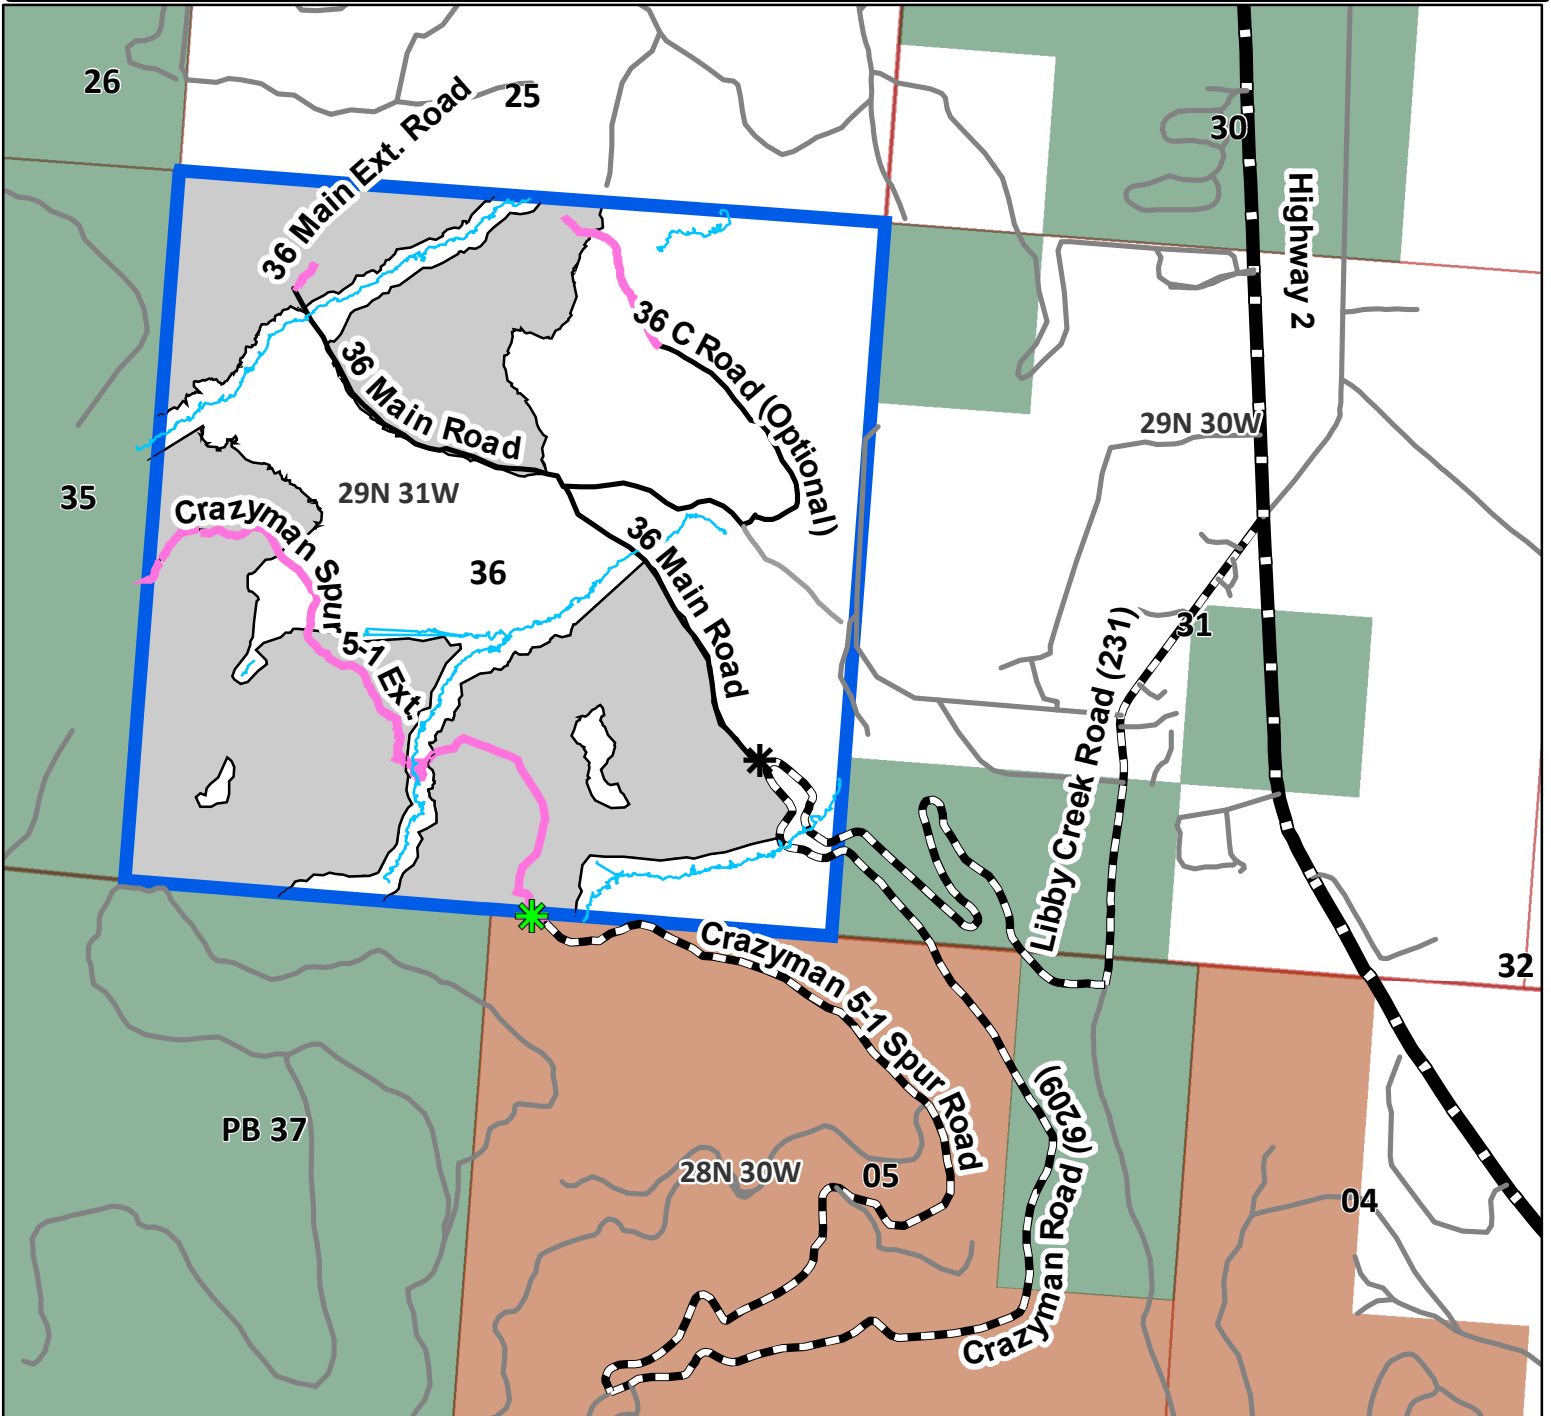 26
25
36 Main Ext. Road
30
Highway 2
36 C Road (Optional)
36 Main Road
29N 30W
35
29N 31W
Crazyman Spur 5-1 Ext.
36
36 Main Road
31
Libby Creek Road (231)
32
Crazyman 5-1 Spur Road
PB 37
28N 30W
05
Crazyman Road (6209)
04